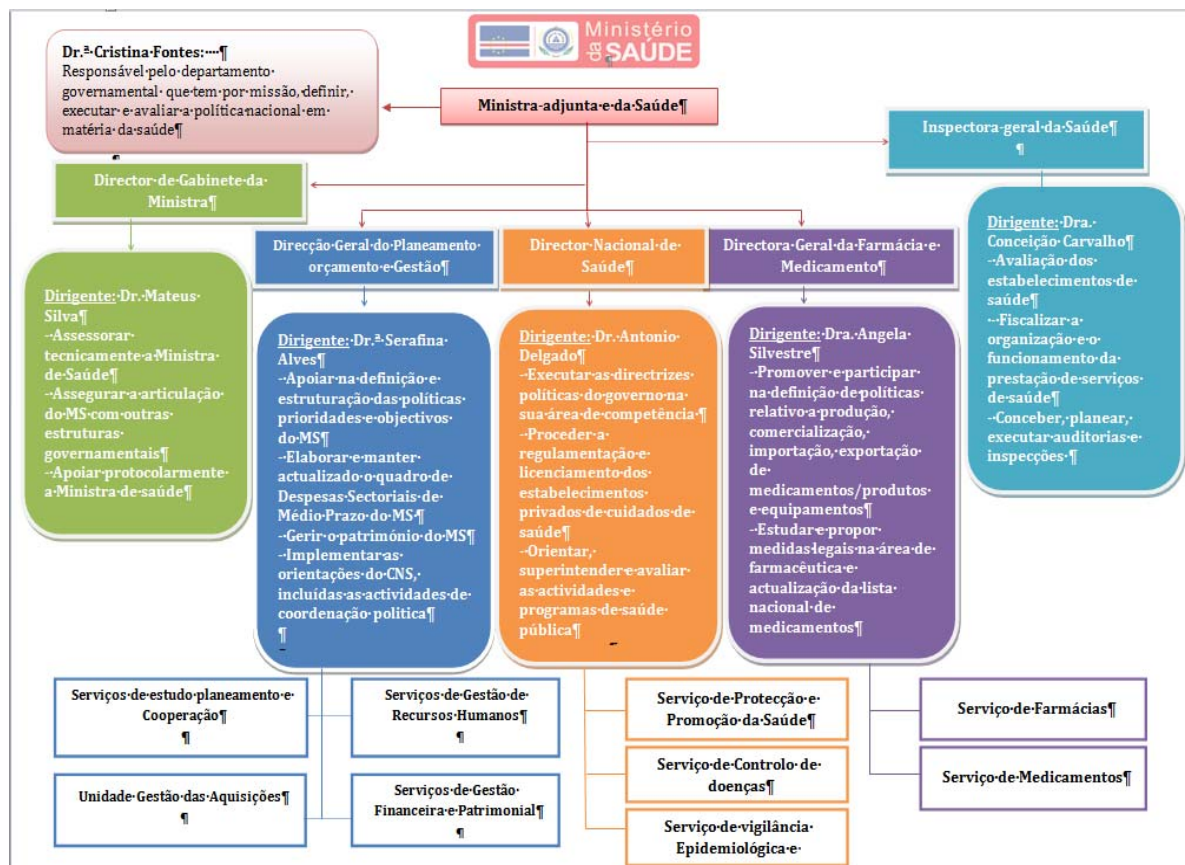 Ministério
da SAÚDE
Dr.ª Cristina Fontes: ¶
Responsável pelo departamento
governamental que tem por missão, definir,
executar e avaliar a política nacional em
matéria da saúde¶
¶
Ministra adjunta e da Saúde¶
Inspectora geral da Saúde¶
¶
Director de Gabinete da
Ministra¶
Direcção Geral do Planeamento
orçamento e Gestão¶
Director Nacional de
Saúde¶
Directora Geral da Farmácia e
Medicamento¶
Dirigente: Dr. Mateus
Silva¶
- Assessorar
tecnicamente a Ministra
de Saúde¶
- Assegurar a articulação
do MS com outras
estruturas
governamentais¶
- Apoiar protocolarmente
a Ministra de saúde¶
Dirigente: Dr.ª Serafina
Alves¶
- Apoiar na definição e
estruturação das políticas
prioridades e objectivos
do MS¶
- Elaborar e manter
actualizado o quadro de
Despesas Sectoriais de
Médio Prazo do MS¶
- Gerir o património do MS¶
- Implementar as
orientações do CNS,
incluídas as actividades de
coordenação politica¶
¶
Dirigente: Dr. Antonio
Delgado¶
- Executar as directrizes
políticas do governo na
sua área de competência ¶
- Proceder a
regulamentação e
licenciamento dos
estabelecimentos
privados de cuidados de
saúde¶
- Orientar,
superintender e avaliar
as actividades e
programas de saúde
pública¶
¶
Dirigente: Dra. Angela
Silvestre¶
- Promover e participar
na definição de políticas
relativo a produção,
comercialização,
importação, exportação
de
medicamentos/produtos
e equipamentos¶
- Estudar e propor
medidas legais na área de
farmacêutica e
actualização da lista
nacional de
medicamentos¶
Dirigente: Dra.
Conceição Carvalho¶
- Avaliação dos
estabelecimentos de
saúde¶
- Fiscalizar a
organização e o
funcionamento da
prestação de serviços
de saúde¶
- Conceber, planear,
executar auditorias e
inspecções ¶
Serviços de estudo planeamento e
Cooperação¶
¶
Serviços de Gestão de
Recursos Humanos¶
¶
Unidade Gestão das Aquisições¶
¶
Serviços de Gestão
Financeira e Patrimonial¶
¶
Serviço de Protecção e
Promoção da Saúde¶
Serviço de Controlo de
doenças¶
Serviço de vigilância
Epidemiológica e
Serviço de Farmácias¶
Serviço de Medicamentos¶